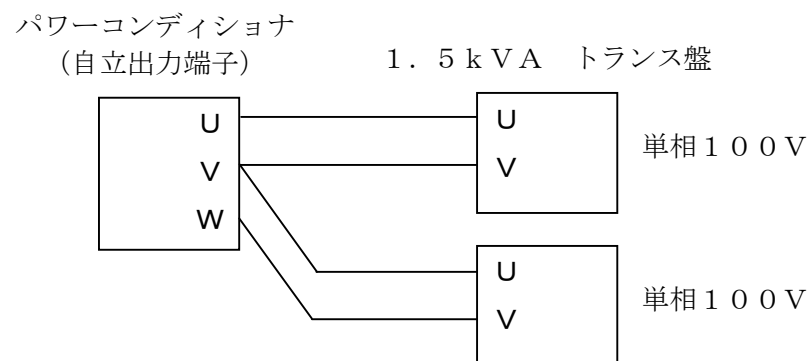 パワーコンディショナ
(自立出力端子)
1.5kVA トランス盤
U
V
W
U
V
単相100V
U
V
単相100V